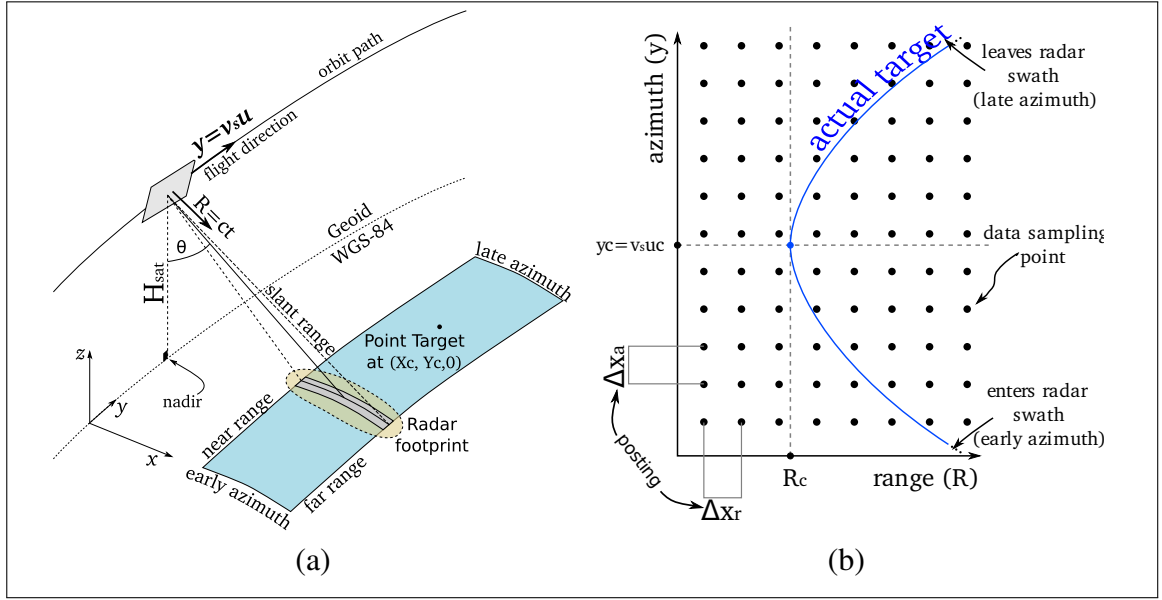 orbit path
y=vsu
flight direction
R=ct
θ
Hsat
Geoid
WGS-84
slant range
late azimuth
Point Target
at (Xc, Yc,0)
z
y
x
nadir
near range
early azimuth
far range
Radar
footprint
(a)
azimuth (y)
actual target
leaves radar
swath
(late azimuth)
yc=vsuc
data sampling
point
Δxa
enters radar
swath
(early azimuth)
posting
Rc
range (R)
Δxr
(b)